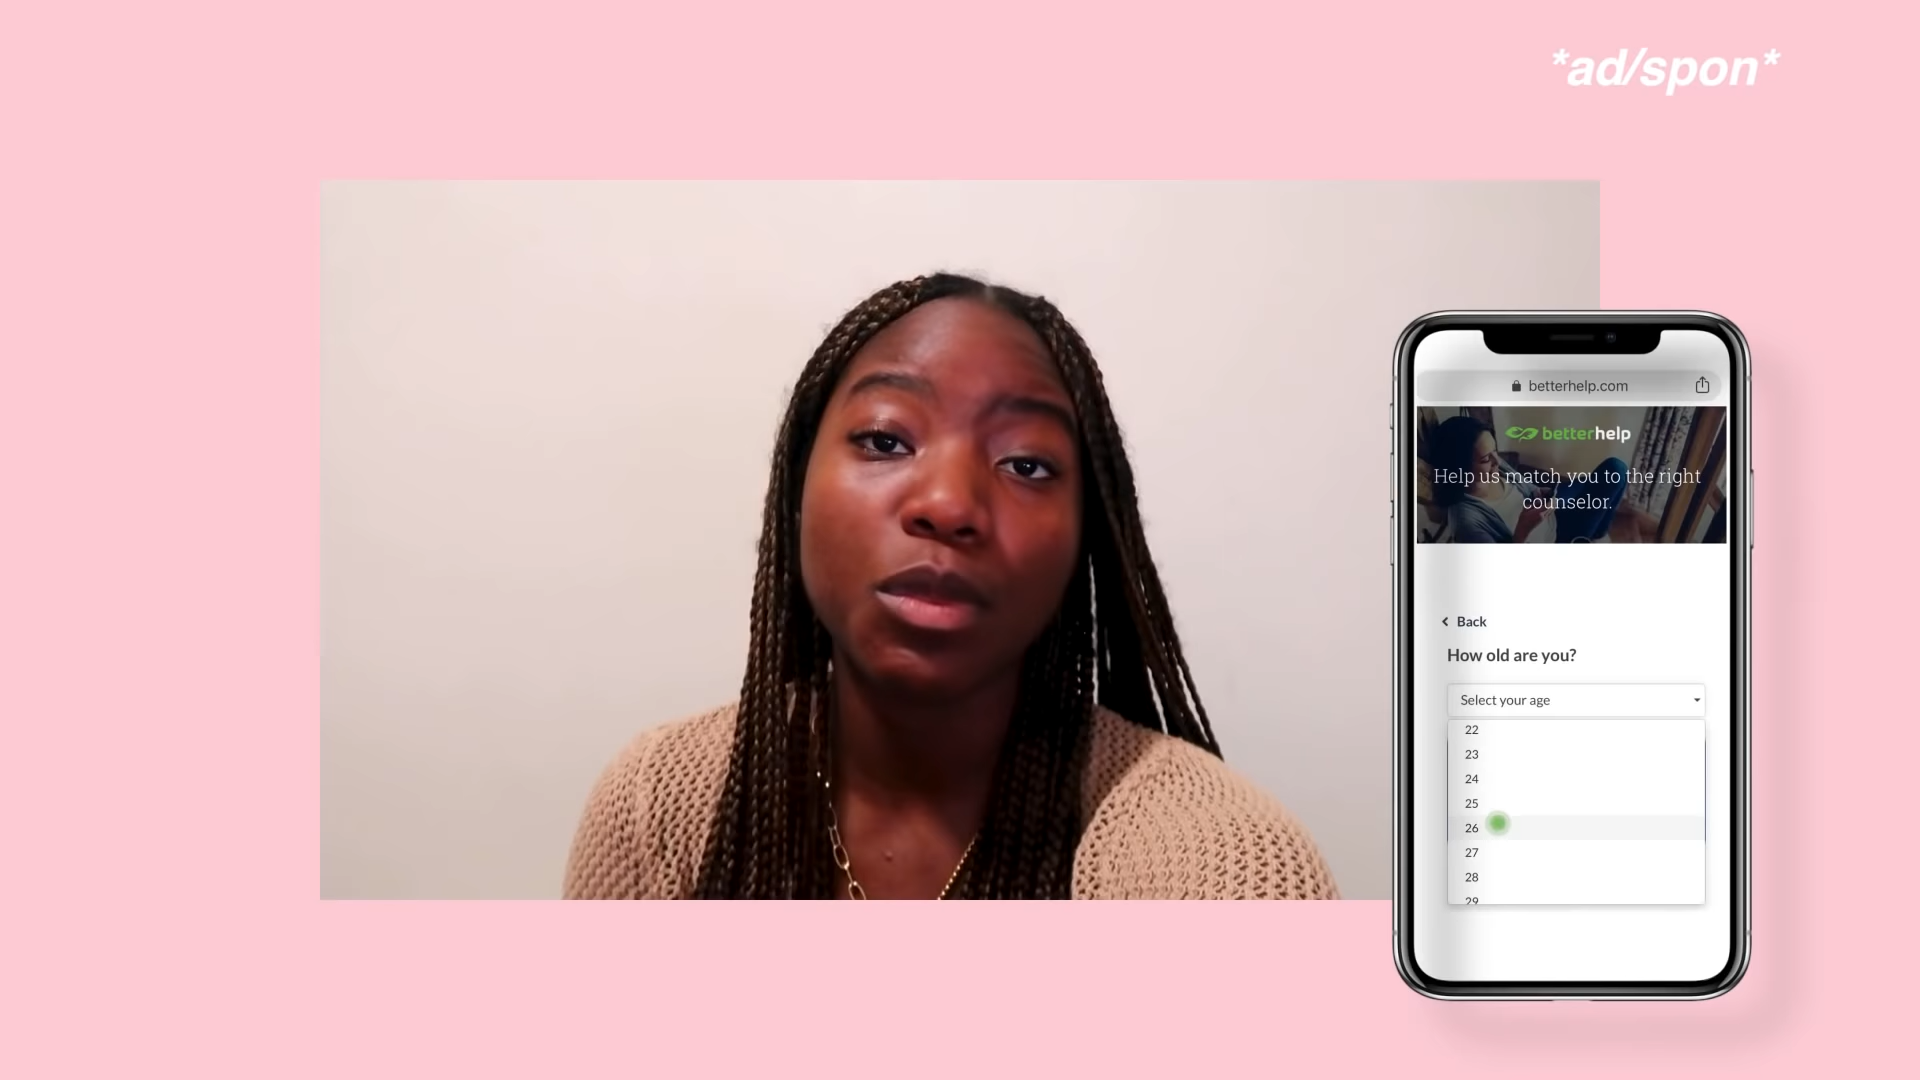 *ad/spon*
betterhelp.com
betterhelp
Help us match you to the right
counselor.
Back
How old are you?
Select your age
22
23
24
25
26
27
28
29